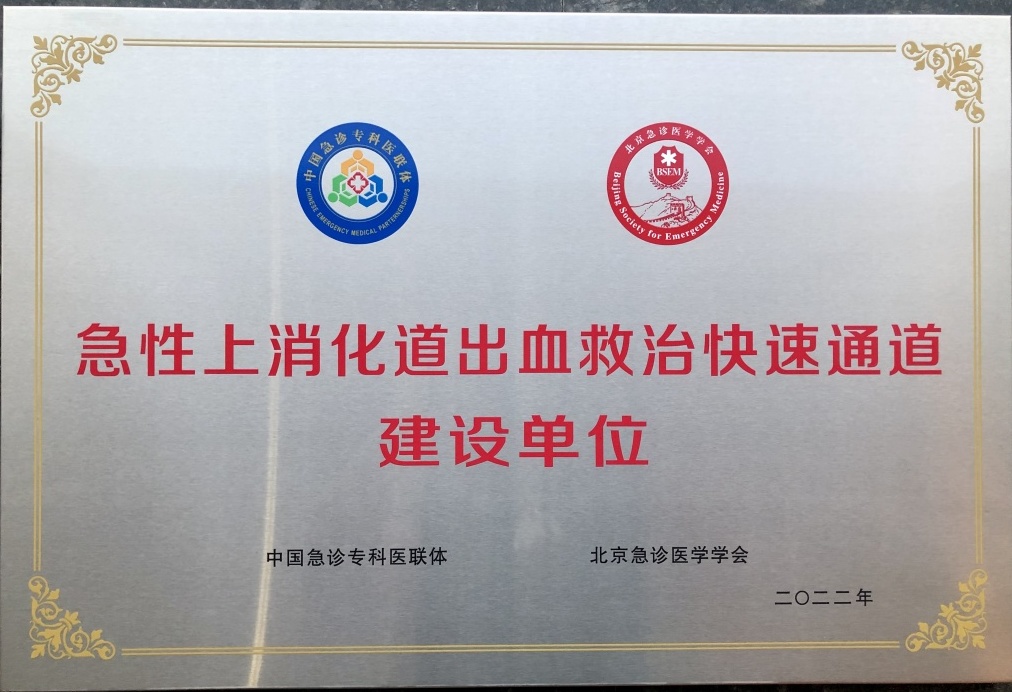 中国急诊专科医联体
CHINESE EMERGENCY MEDICAL PARTERNERSHIPS
北京急诊医学学会
BSEM
Beijing Society for Emergency Medicine
急性上消化道出血救治快速通道
建设单位
中国急诊专科医联体
北京急诊医学学会
二〇二二年